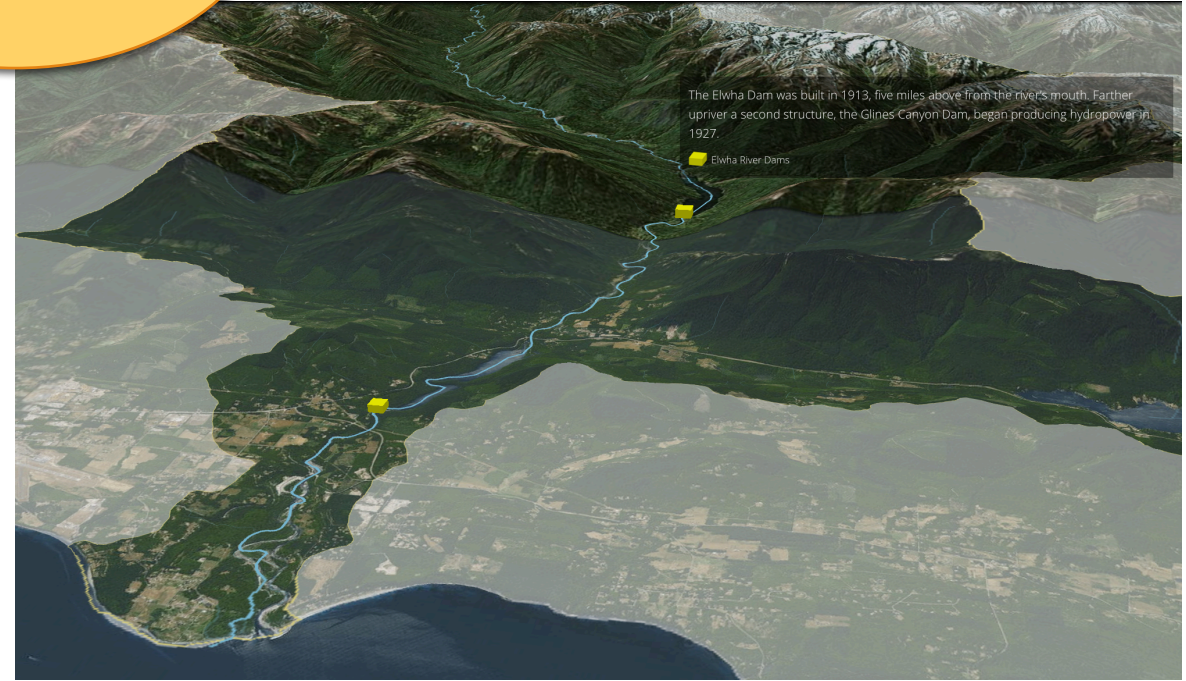 The Elwha Dam was built in 1913, five miles above from the river's mouth. Farther
upriver a second structure, the Glines Canyon Dam, began producing hydropower in
1927.
Elwha River Dams